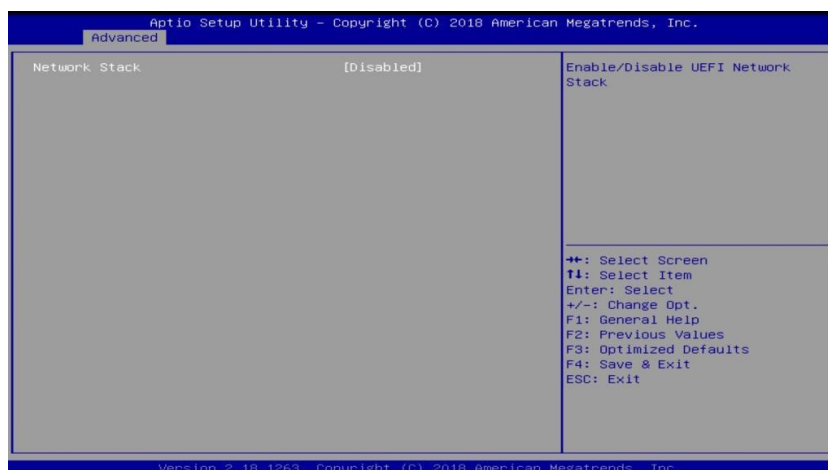 Aptio Setup Utility – Copyright (C) 2018 American Megatrends, Inc.
Advanced
Network Stack [Disabled]
Enable/Disable UEFI Network
Stack
→←: Select Screen
↑↓: Select Item
Enter: Select
+/-: Change Opt.
F1: General Help
F2: Previous Values
F3: Optimized Defaults
F4: Save & Exit
ESC: Exit
Version 2.18.1263. Copyright (C) 2018 American Megatrends, Inc.